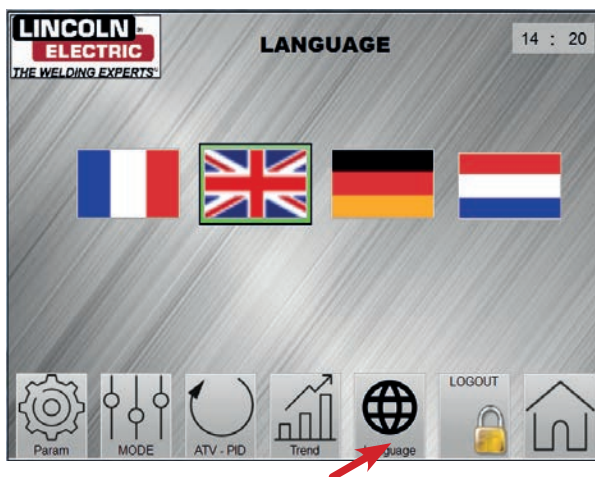 LINCOLN
ELECTRIC
THE WELDING EXPERTS®
LANGUAGE
14 : 20
Param
MODE
ATV - PID
Trend
LOGOUT